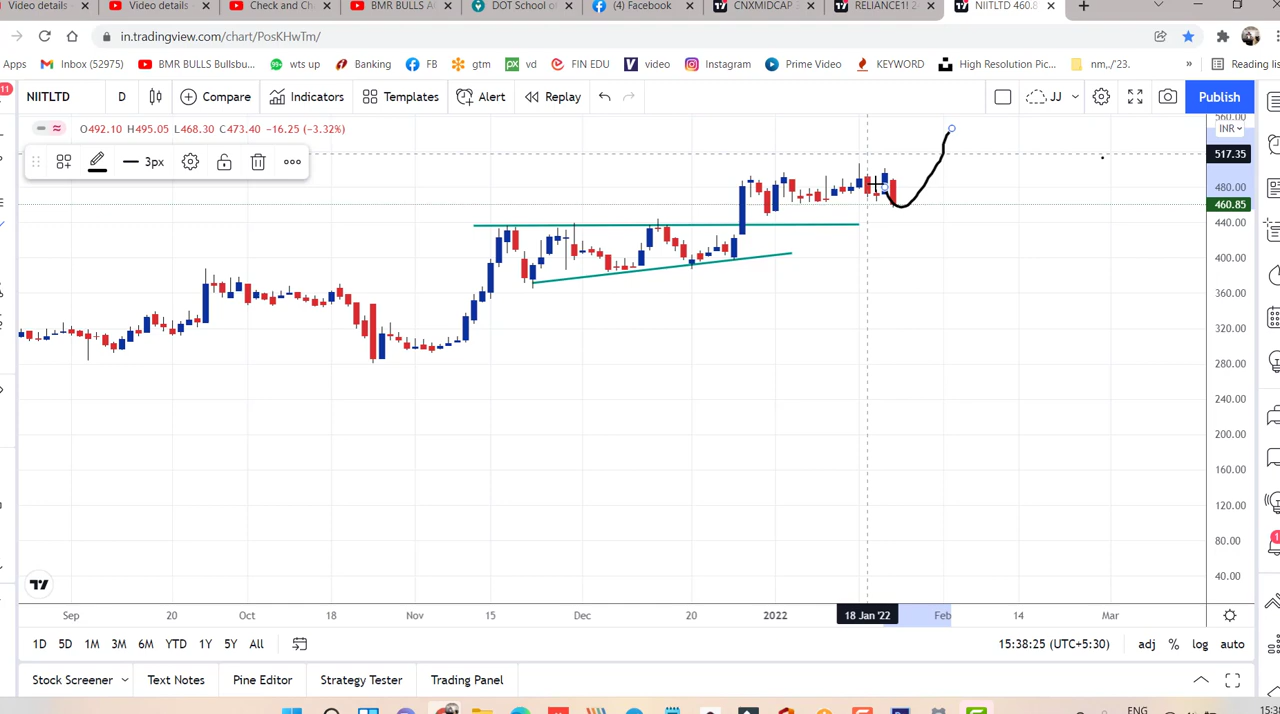 Video details -
Video details -
Check and Ch
BMR BULLS A
DOT School of
(4) Facebook
CNXMIDCAP
RELIANCE1! 2
NIITLTD 460.8
in.tradingview.com/chart/PosKHwTm/
Apps
Inbox (52975)
BMR BULLS Bullsbu...
wts up
Banking
FB
gtm
vd
FIN EDU
video
Instagram
Prime Video
KEYWORD
High Resolution Pic...
nm,./'23.
»
Reading list
11
NIITLTD
D
Compare
Indicators
Templates
Alert
Replay
JJ
Publish
O492.10 H495.05 L468.30 C473.40 -16.25 (-3.32%)
3px
560.00
INR
517.35
480.00
460.85
440.00
400.00
360.00
320.00
280.00
240.00
200.00
160.00
120.00
80.00
40.00
Sep
20
Oct
18
Nov
15
Dec
20
2022
18 Jan '22
Feb
14
Mar
1D
5D
1M
3M
6M
YTD
1Y
5Y
All
15:38:25 (UTC+5:30)
adj
%
log
auto
Stock Screener
Text Notes
Pine Editor
Strategy Tester
Trading Panel
ENG